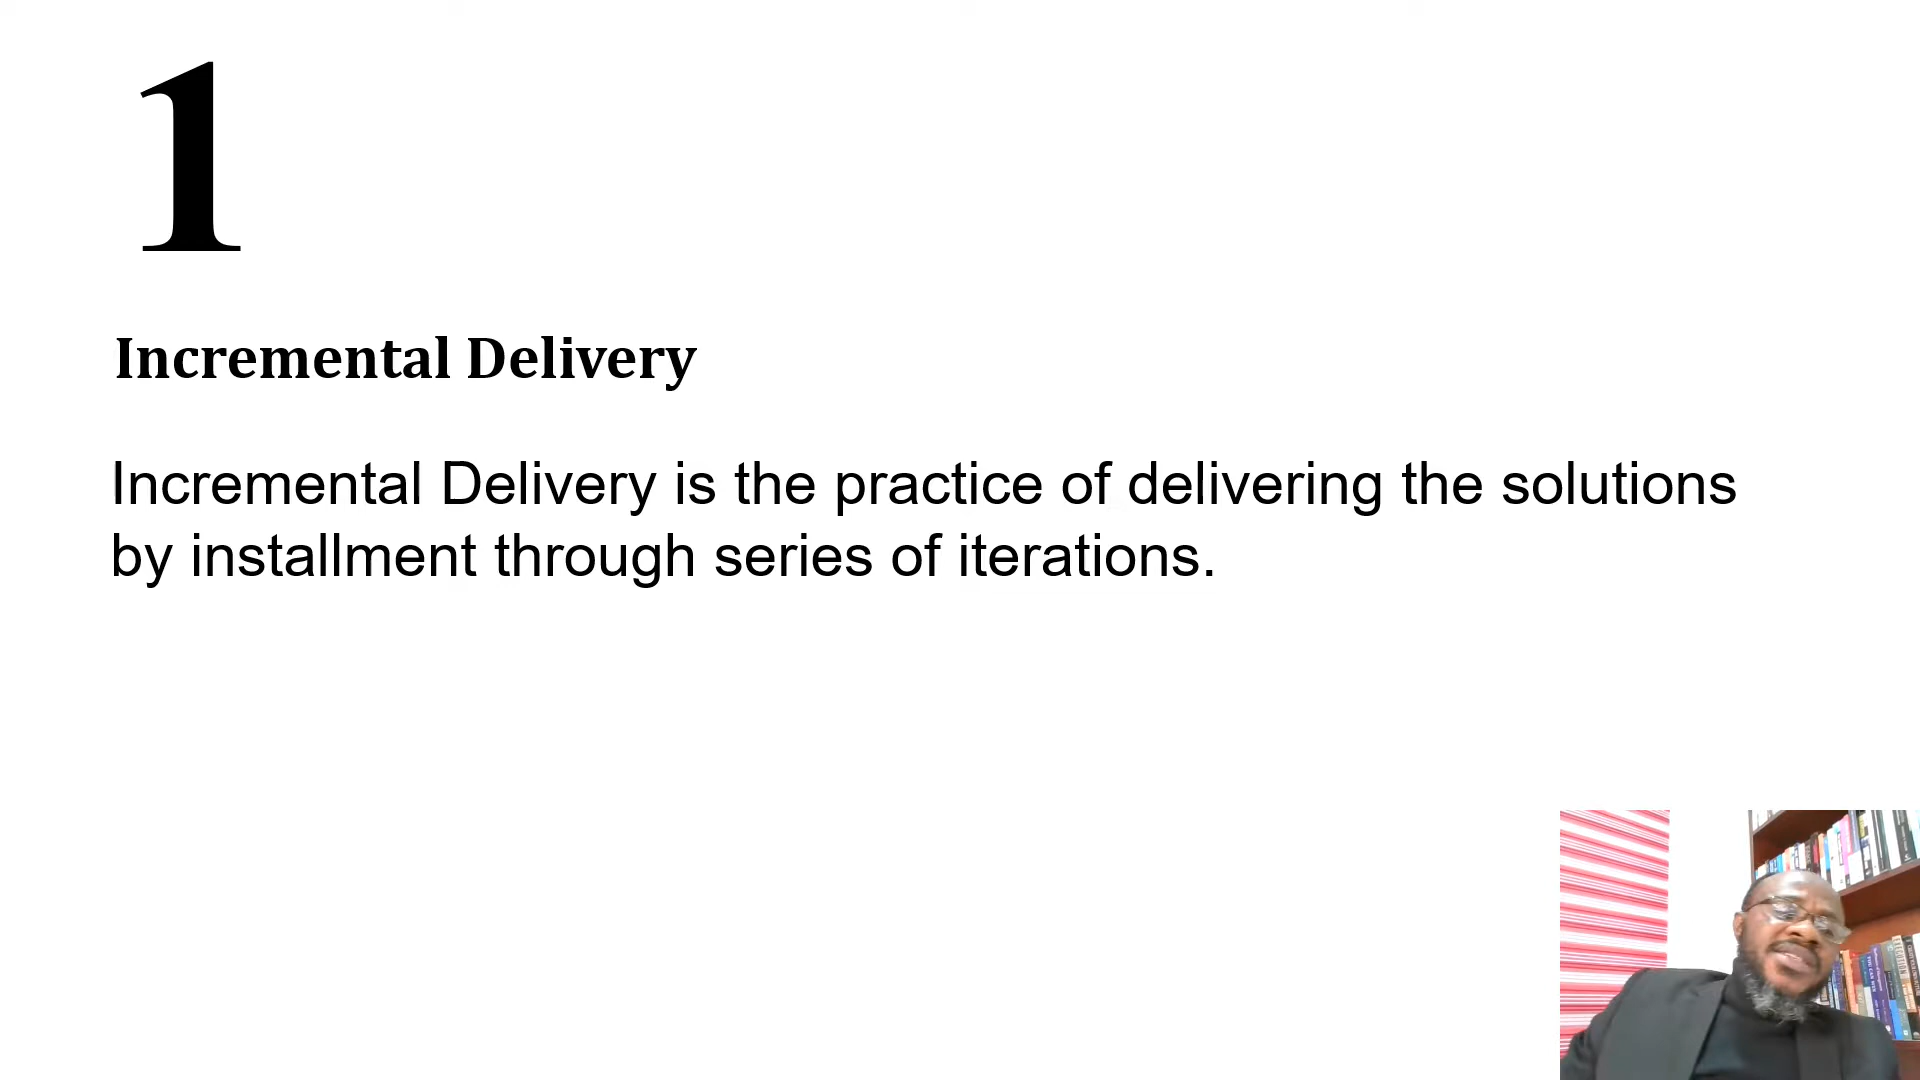 1
Incremental Delivery
Incremental Delivery is the practice of delivering the solutions
by installment through series of iterations.